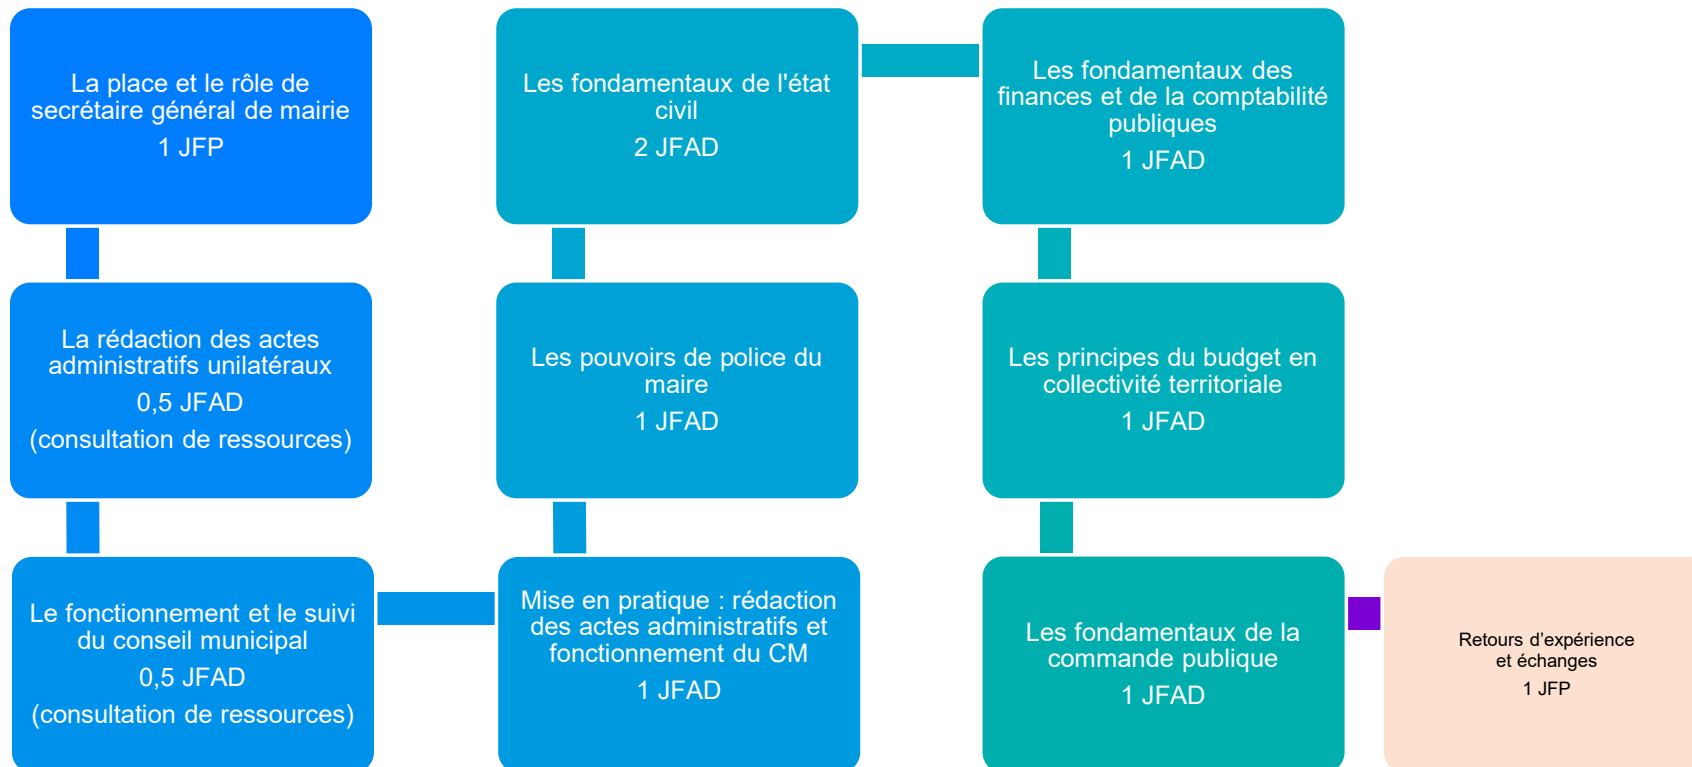 La place et le rôle de
secrétaire général de mairie
1 JFP
La rédaction des actes
administratifs unilatéraux
0,5 JFAD
(consultation de ressources)
Le fonctionnement et le suivi
du conseil municipal
0,5 JFAD
(consultation de ressources)
Mise en pratique : rédaction
des actes administratifs et
fonctionnement du CM
1 JFAD
Les pouvoirs de police du
maire
1 JFAD
Les fondamentaux de l'état
civil
2 JFAD
Les fondamentaux des
finances et de la comptabilité
publiques
1 JFAD
Les principes du budget en
collectivité territoriale
1 JFAD
Les fondamentaux de la
commande publique
1 JFAD
Retours d’expérience
et échanges
1 JFP